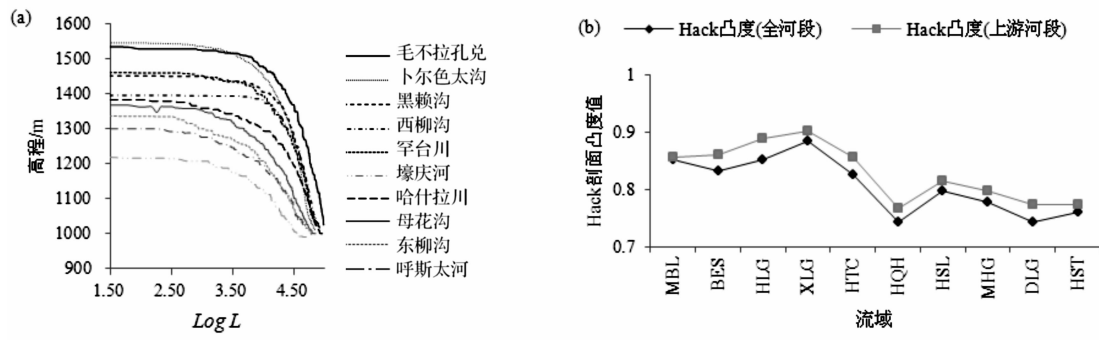 (a)
1600
1500
1400
1300
1200
1100
1000
900
高程/m
1.50 2.50 3.50 4.50
Log L
毛不拉孔兑
卜尔色太沟
黑赖沟
西柳沟
罕台川
壕庆河
哈什拉川
母花沟
东柳沟
呼斯太河
(b)
Hack凸度(全河段) Hack凸度(上游河段)
1
0.9
0.8
0.7
Hack剖面凸度值
MBL
BES
HLG
XLG
HTC
HQH
HSL
MHG
DLG
HST
流域